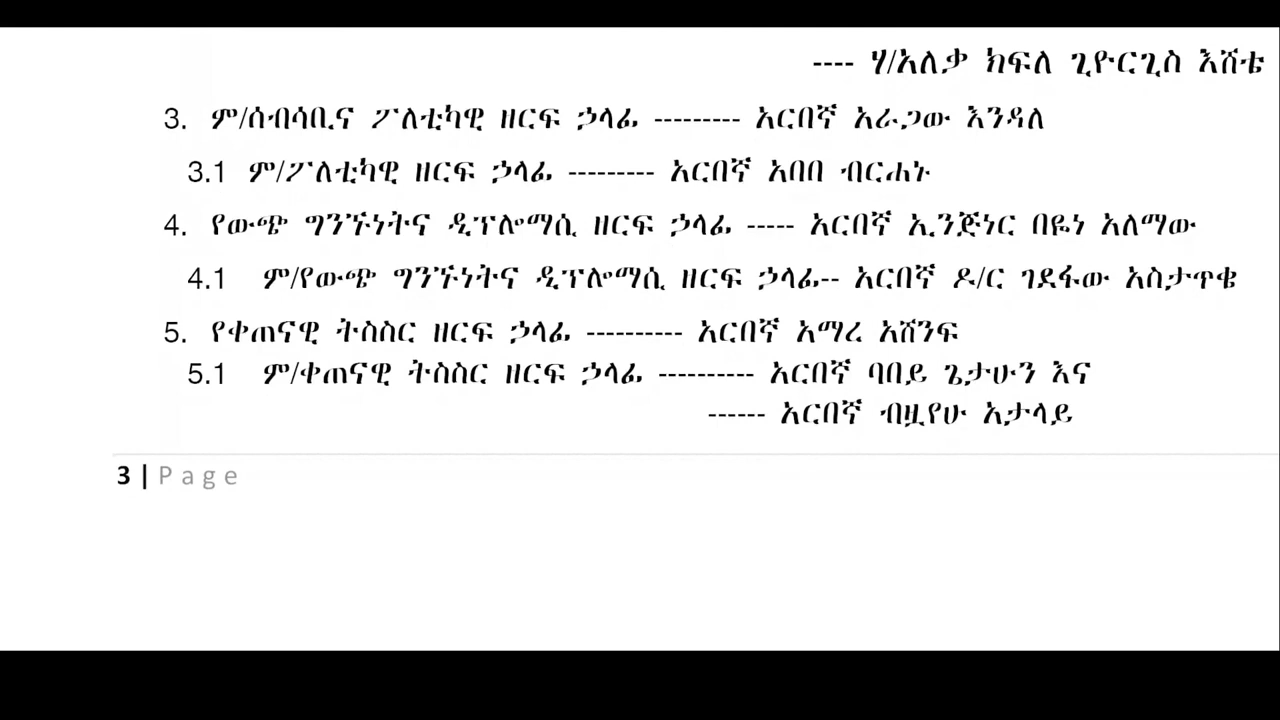 ---- ሃ/አለቃ ክፍለ ጊዮርጊስ እሸቴ
3. ም/ሰብሳቢና ፖለቲካዊ ዘርፍ ኃላፊ --------- አርበኛ አራጋው እንዳለ
3.1 ም/ፖለቲካዊ ዘርፍ ኃላፊ --------- አርበኛ አበበ ብርሐኑ
4. የውጭ ግንኙነትና ዲፕሎማሲ ዘርፍ ኃላፊ ----- አርበኛ ኢንጅነር በዬነ አለማው
4.1 ም/የውጭ ግንኙነትና ዲፕሎማሲ ዘርፍ ኃላፊ-- አርበኛ ዶ/ር ገደፋው አስታጥቄ
5. የቀጠናዊ ትስስር ዘርፍ ኃላፊ ---------- አርበኛ አማረ አሸንፍ
5.1 ም/ቀጠናዊ ትስስር ዘርፍ ኃላፊ ---------- አርበኛ ባበይ ጌታሁን እና
------ አርበኛ ብዟየሁ አታላይ
3 | Page